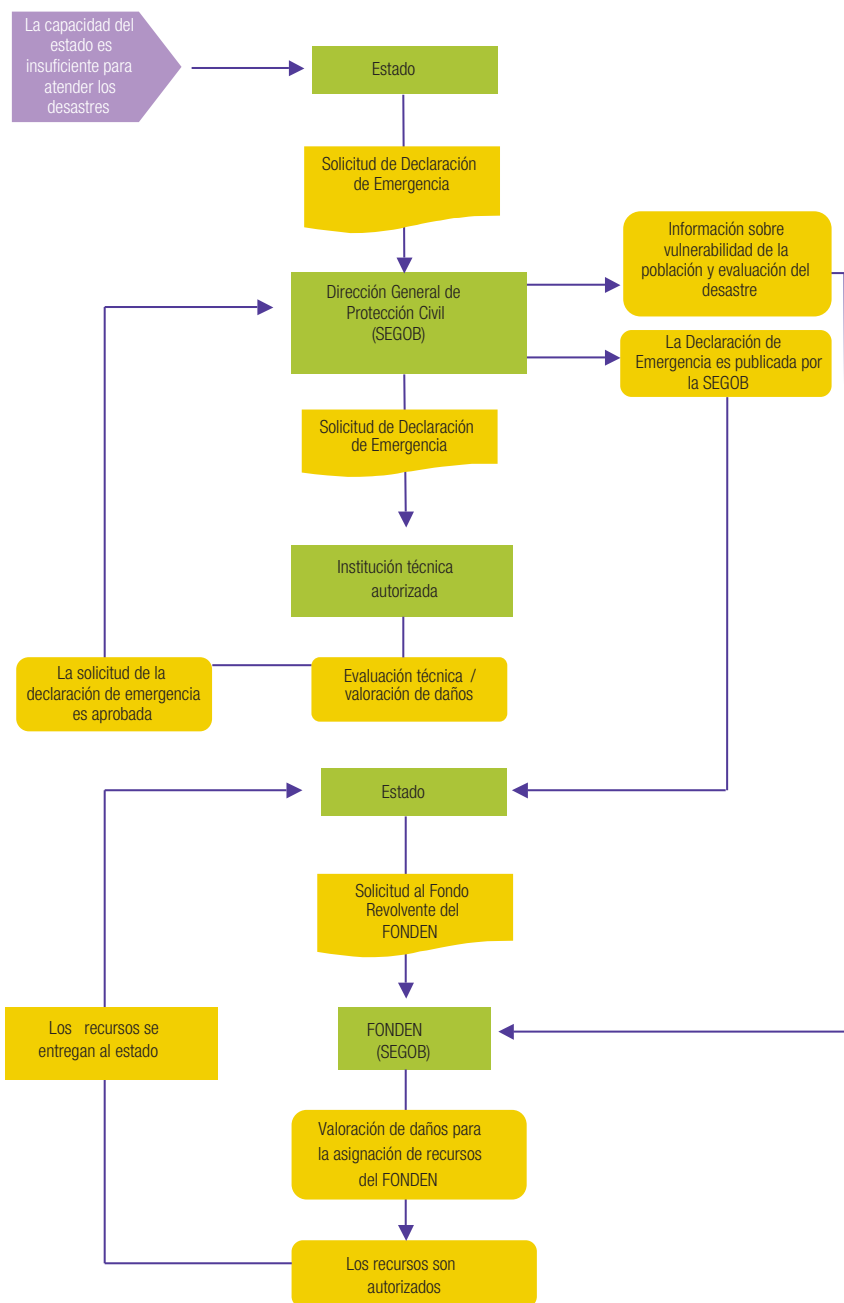 La capacidad del
estado es
insuficiente para
atender los
desastres
Estado
Solicitud de Declaración
de Emergencia
Dirección General de
Protección Civil
(SEGOB)
Información sobre
vulnerabilidad de la
población y evaluación del
desastre
La Declaración de
Emergencia es publicada por
la SEGOB
Solicitud de Declaración
de Emergencia
Institución técnica
autorizada
La solicitud de la
declaración de emergencia
es aprobada
Evaluación técnica /
valoración de daños
Estado
Solicitud al Fondo
Revolvente del
FONDEN
Los recursos se
entregan al estado
FONDEN
(SEGOB)
Valoración de daños para
la asignación de recursos
del FONDEN
Los recursos son
autorizados